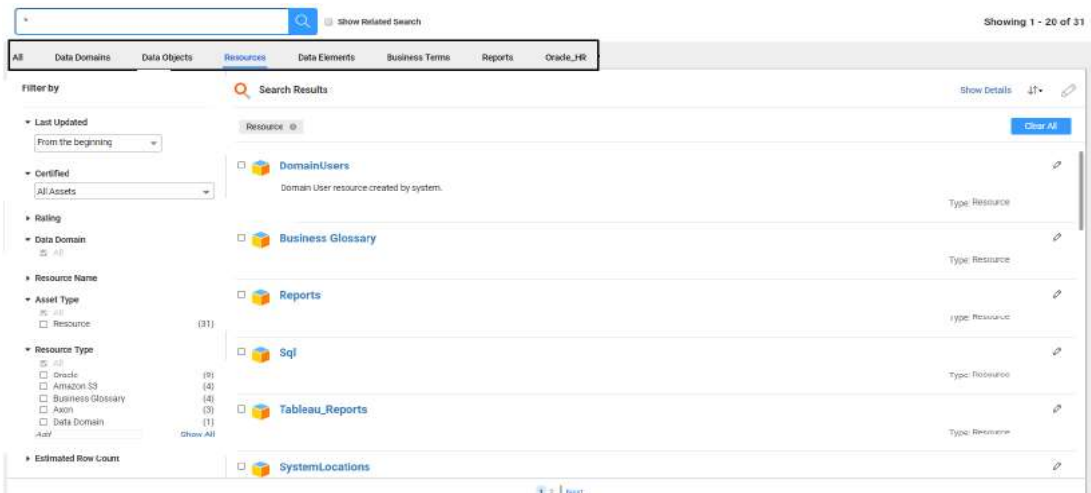 *
Show Related Search
Showing 1 - 20 of 31
All Data Domains Data Objects Resources Data Elements Business Terms Reports Oracle_HR
Filter by
Search Results
Show Details
Last Updated
From the beginning
Resource
Clear All
Certified
All Assets
Rating
Data Domain
All
Resource Name
Asset Type
All
Resource (31)
Resource Type
All
Oracle (9)
Amazon S3 (4)
Business Glossary (4)
Axon (3)
Data Domain (1)
Show All
Estimated Row Count
DomainUsers
Domain User resource created by system.
Type: Resource
Business Glossary
Type: Resource
Reports
Type: Resource
Sql
Type: Resource
Tableau_Reports
Type: Resource
SystemLocations
1 2 Next